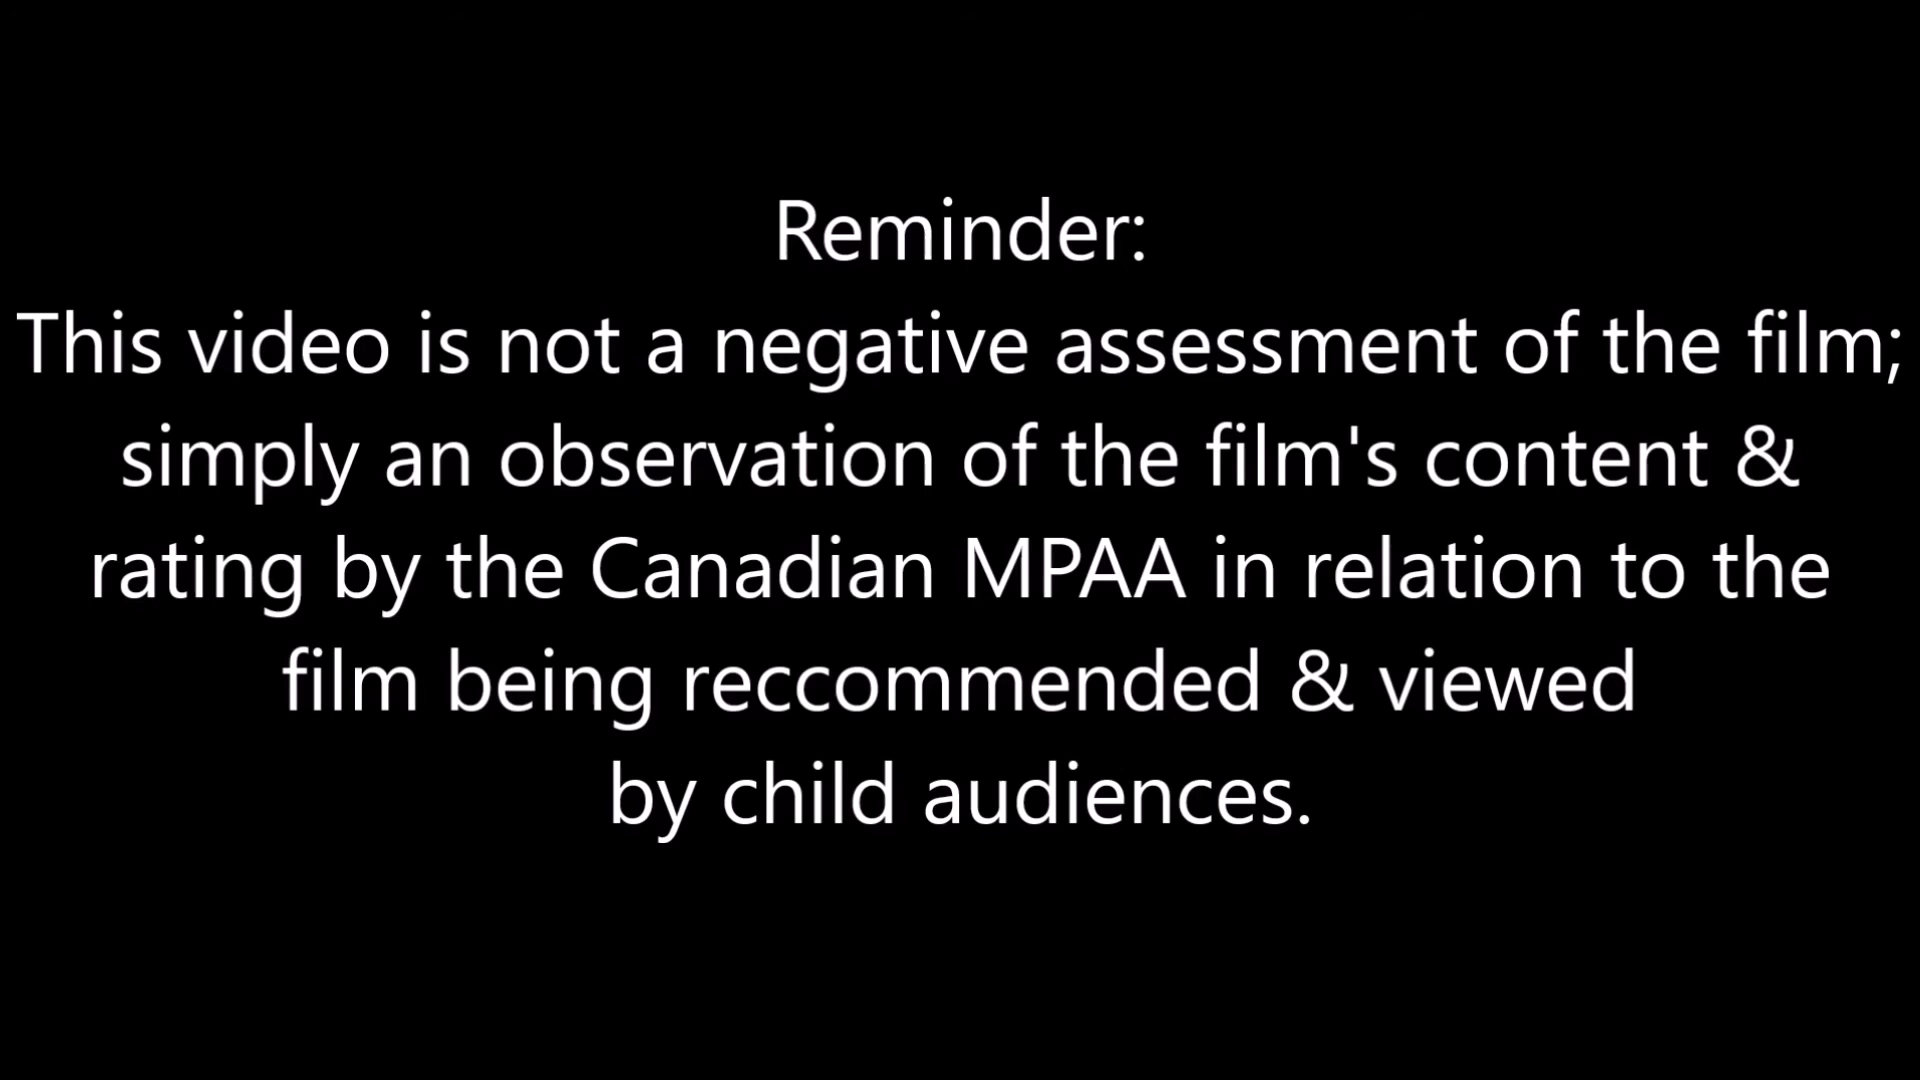 Reminder:
This video is not a negative assessment of the film;
simply an observation of the film's content &
rating by the Canadian MPAA in relation to the
film being reccommended & viewed
by child audiences.